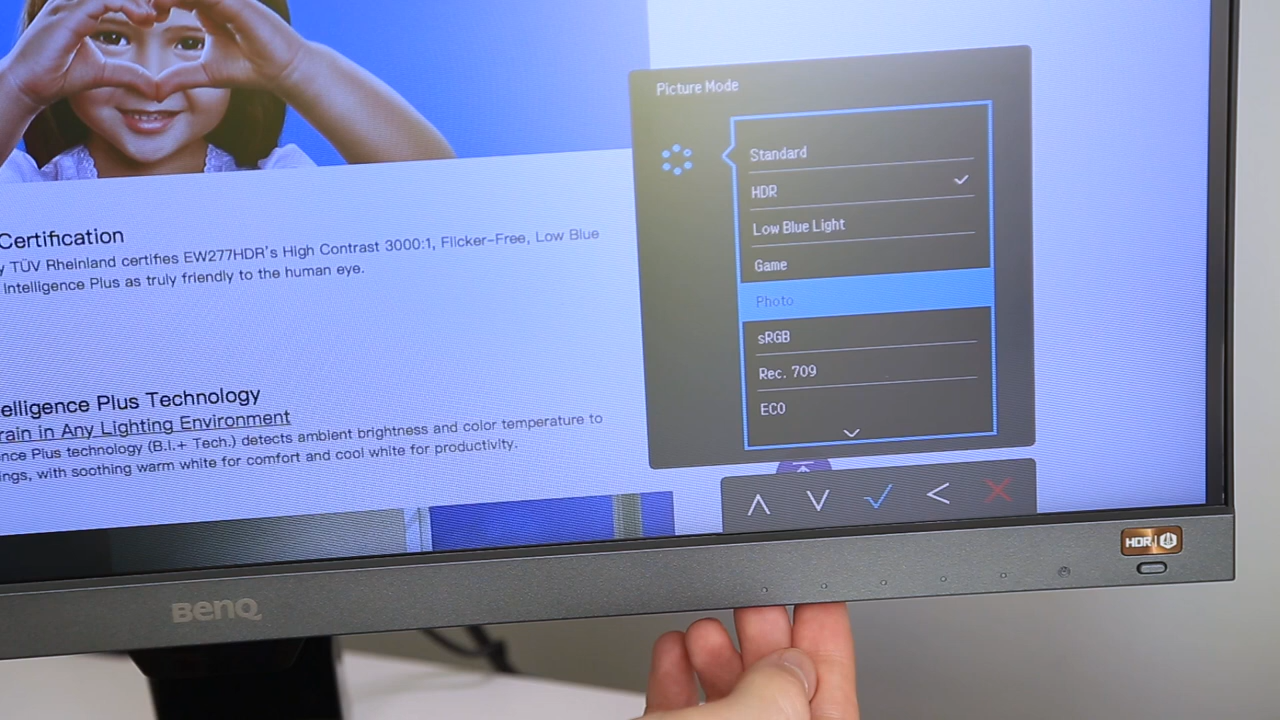 Picture Mode
Standard
HDR
Low Blue Light
Game
Photo
sRGB
Rec. 709
ECO
Certification
y TÜV Rheinland certifies EW277HDR's High Contrast 3000:1, Flicker-Free, Low Blue
Intelligence Plus as truly friendly to the human eye.
elligence Plus Technology
rain in Any Lighting Environment
nce Plus technology (B.I.+ Tech.) detects ambient brightness and color temperature to
ings, with soothing warm white for comfort and cool white for productivity.
BenQ
HDR